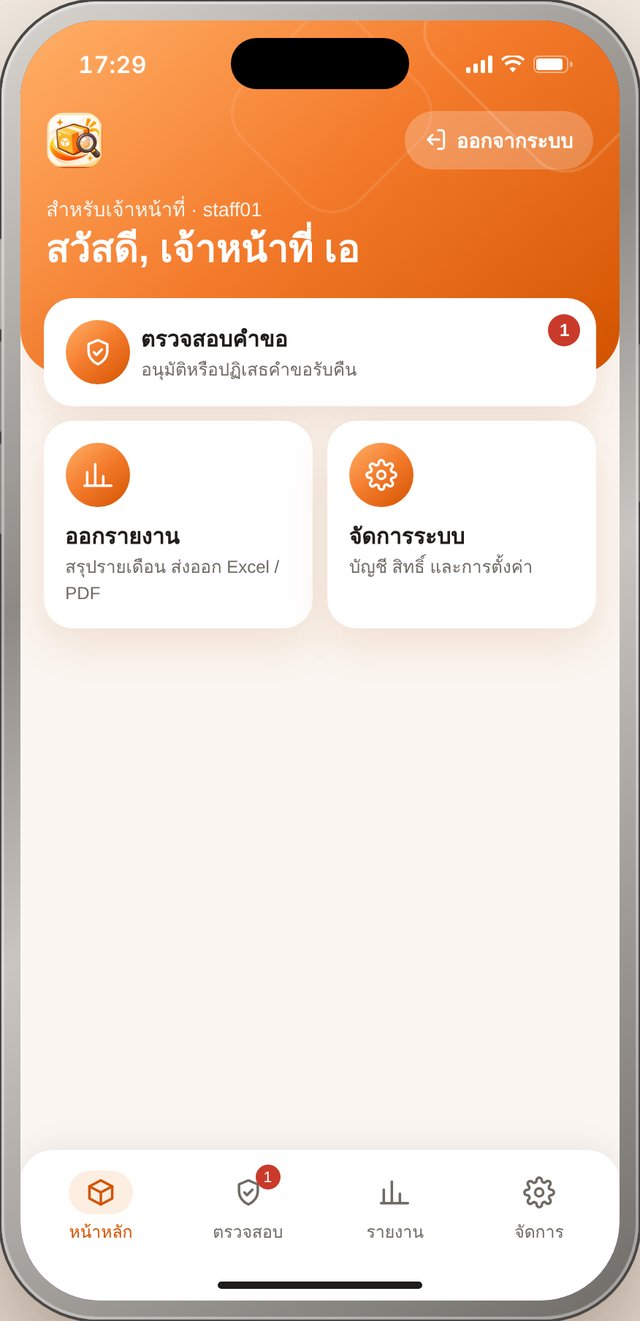 17:29
ออกจากระบบ
สำหรับเจ้าหน้าที่ · staff01
สวัสดี, เจ้าหน้าที่ เอ
ตรวจสอบคำขอ
1
อนุมัติหรือปฏิเสธคำขอรับคืน
ออกรายงาน
สรุปรายเดือน ส่งออก Excel /
PDF
จัดการระบบ
บัญชี สิทธิ์ และการตั้งค่า
1
หน้าหลัก
ตรวจสอบ
รายงาน
จัดการ